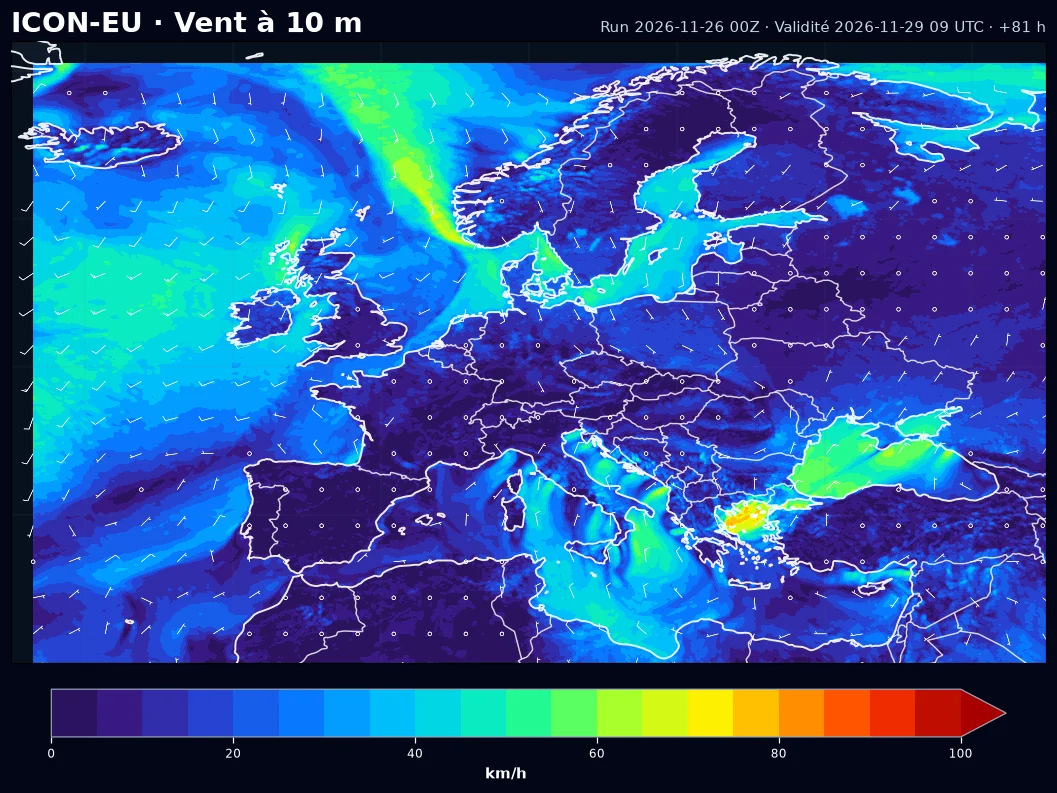 ICON-EU · Vent à 10 m
Run 2026-11-26 00Z · Validité 2026-11-29 09 UTC · +81 h
0 20 40 60 80 100
km/h